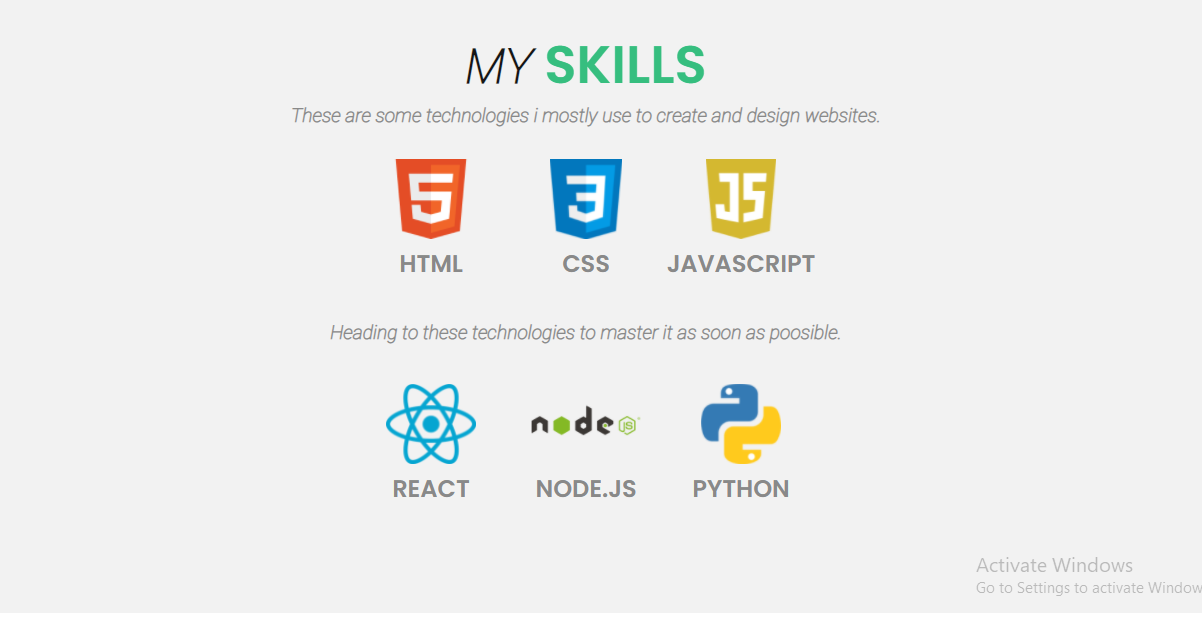 MY SKILLS
These are some technologies i mostly use to create and design websites.
5 3 JS
HTML CSS JAVASCRIPT
Heading to these technologies to master it as soon as poosible.
node JS
REACT NODE.JS PYTHON
Activate Windows
Go to Settings to activate Window